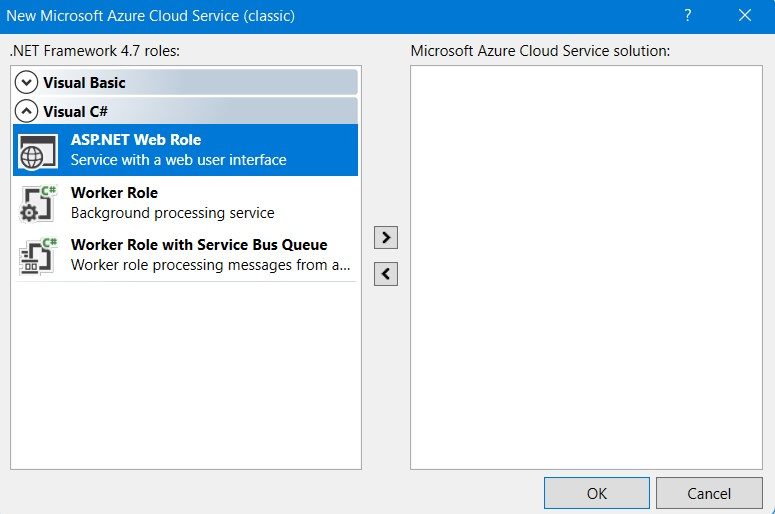 New Microsoft Azure Cloud Service (classic)
?
.NET Framework 4.7 roles:
Microsoft Azure Cloud Service solution:
Visual Basic
Visual C#
ASP.NET Web Role
Service with a web user interface
C#
Worker Role
Background processing service
C#
Worker Role with Service Bus Queue
Worker role processing messages from a...
OK
Cancel